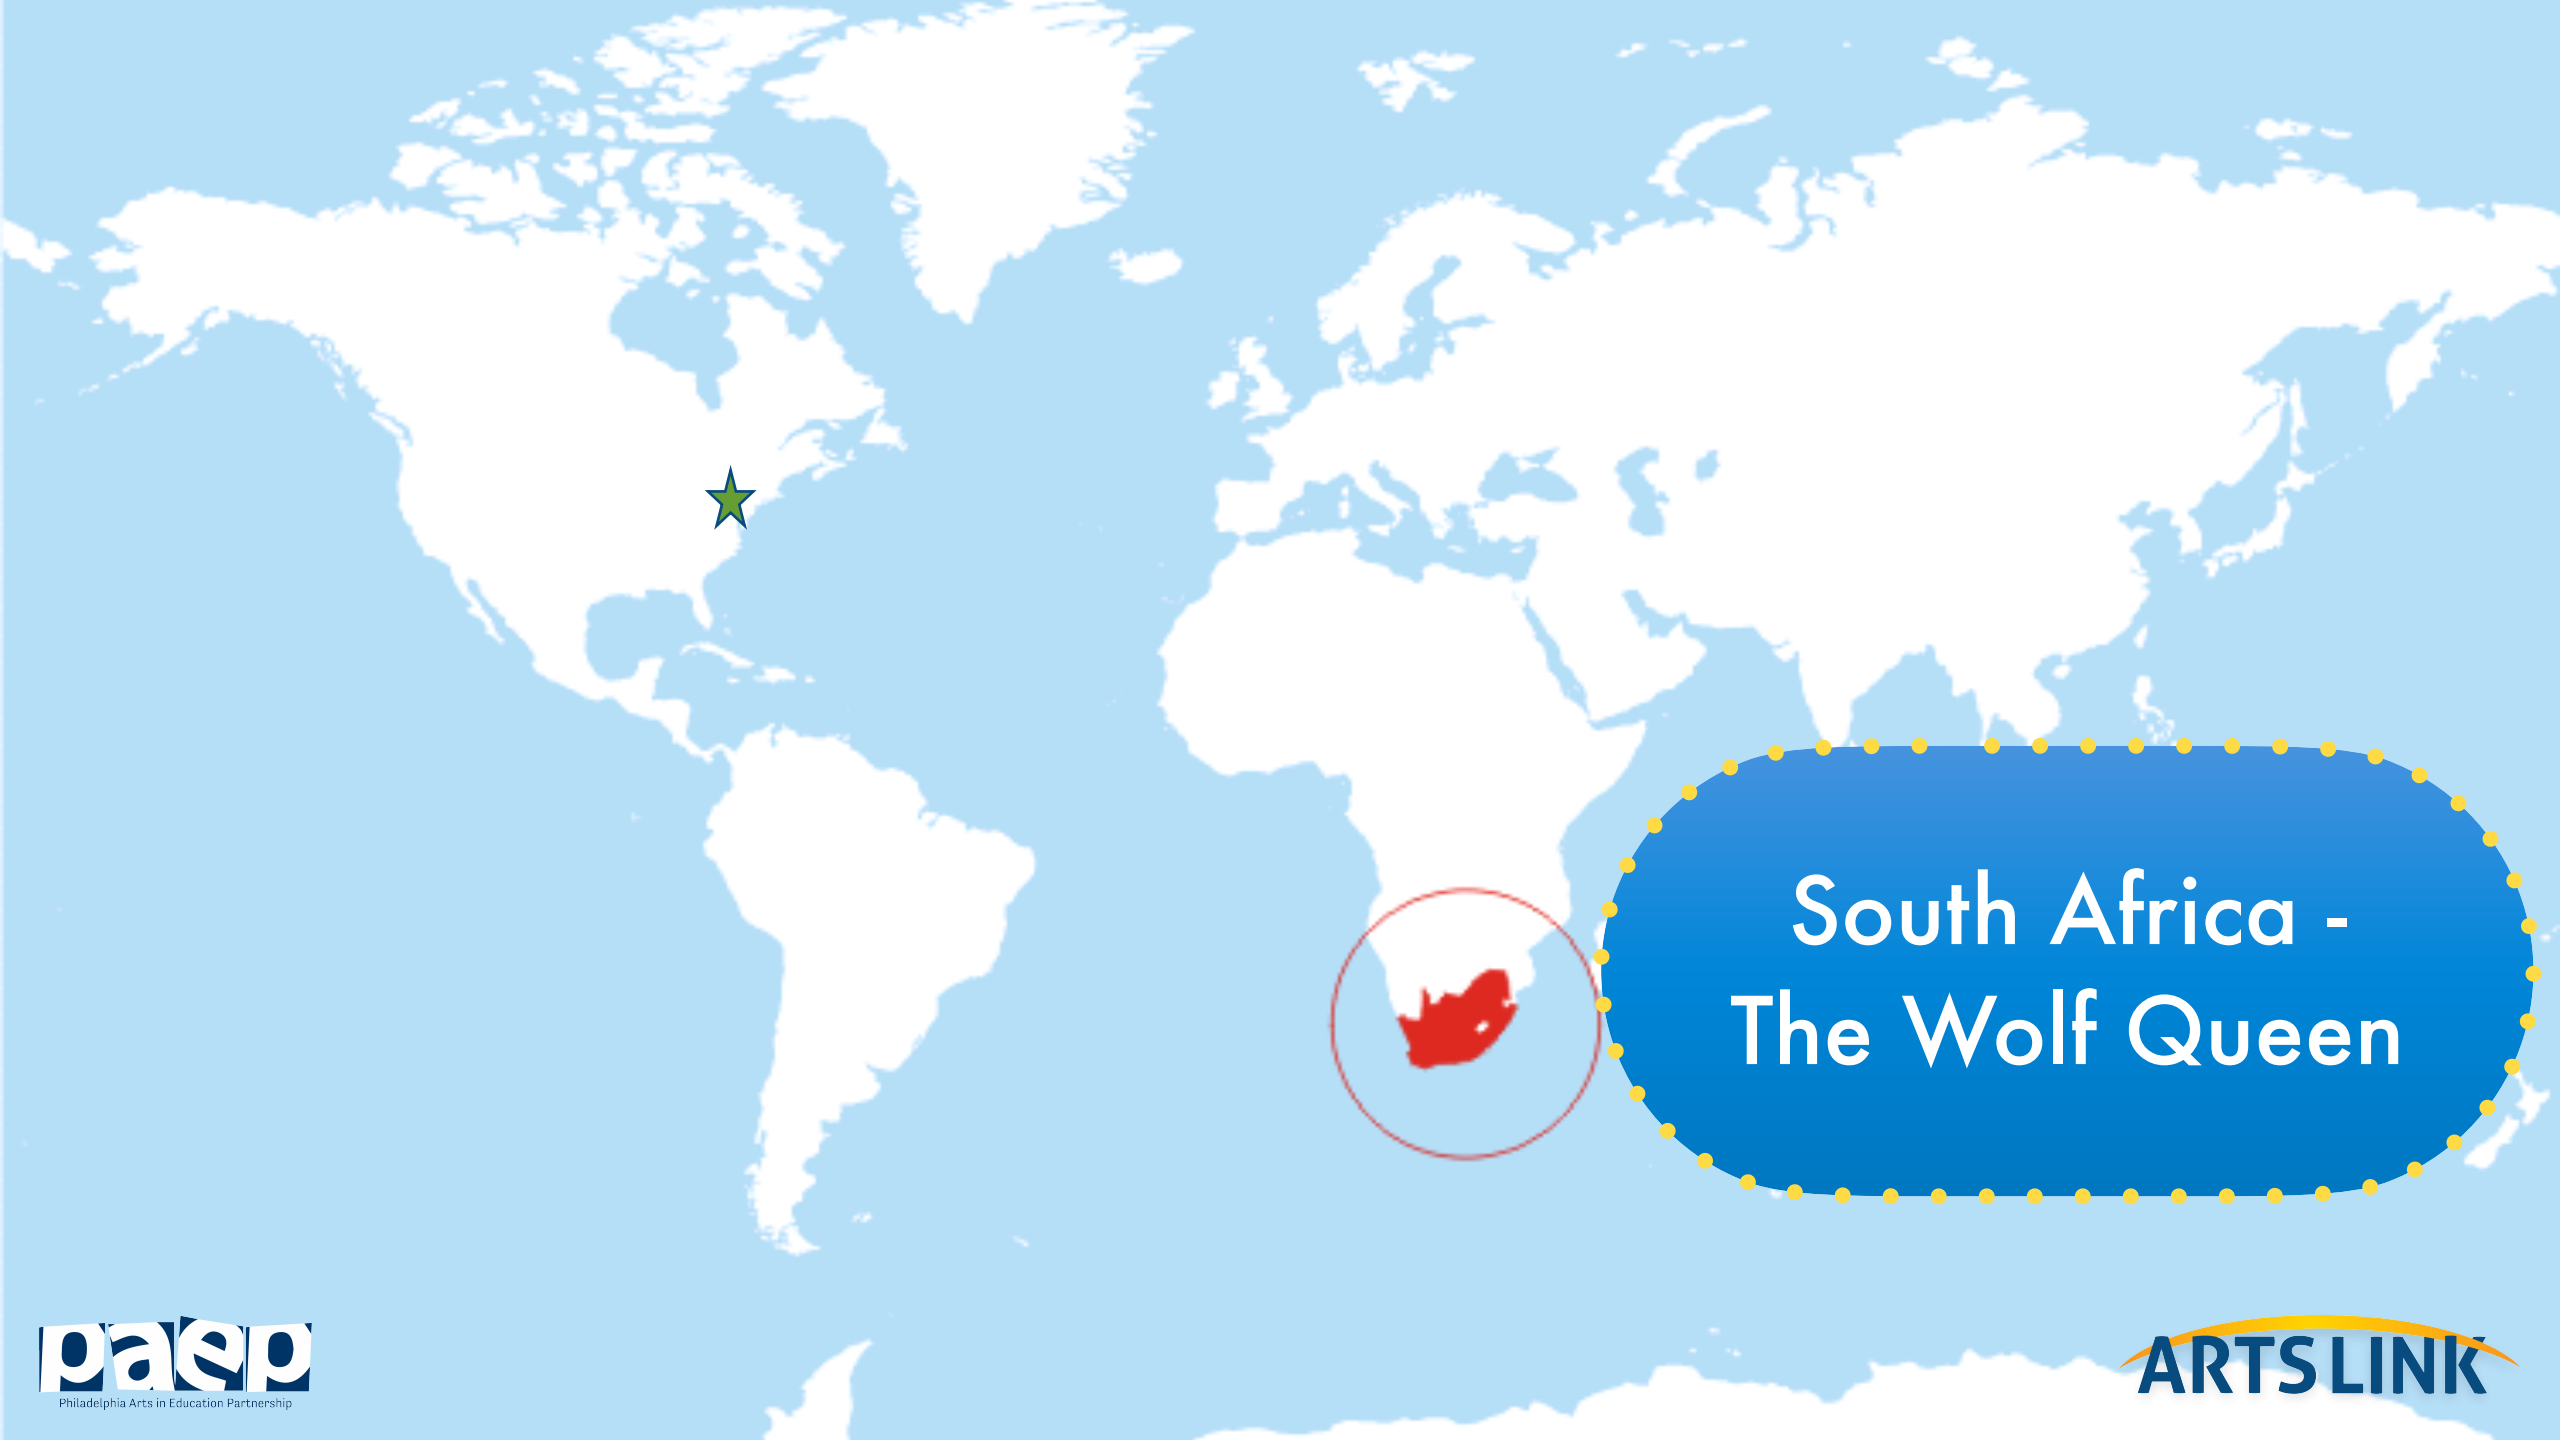 South Africa -
The Wolf Queen
paep
Philadelphia Arts in Education Partnership
ARTS LINK